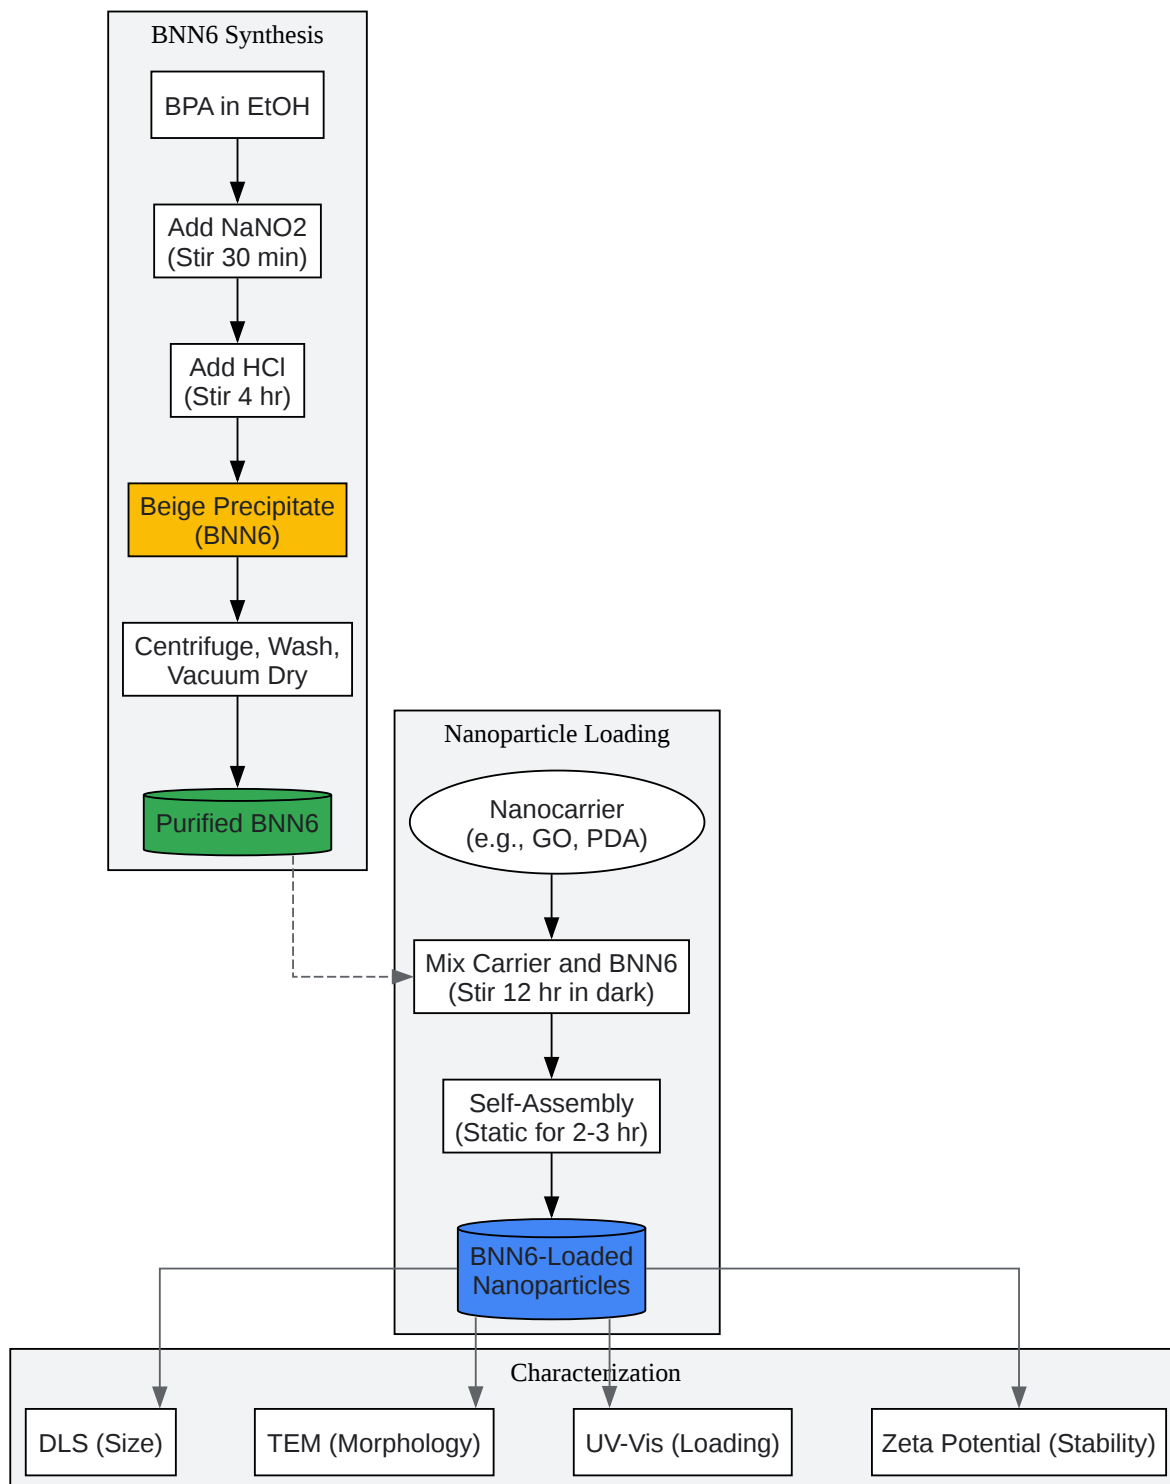 BNN6 Synthesis
BPA in EtOH
Add NaNO2
(Stir 30 min)
Add HCl
(Stir 4 hr)
Beige Precipitate
(BNN6)
Centrifuge, Wash,
Vacuum Dry
Purified BNN6
Nanoparticle Loading
Nanocarrier
(e.g., GO, PDA)
Mix Carrier and BNN6
(Stir 12 hr in dark)
Self-Assembly
(Static for 2-3 hr)
BNN6-Loaded
Nanoparticles
Characterization
DLS (Size)
TEM (Morphology)
UV-Vis (Loading)
Zeta Potential (Stability)